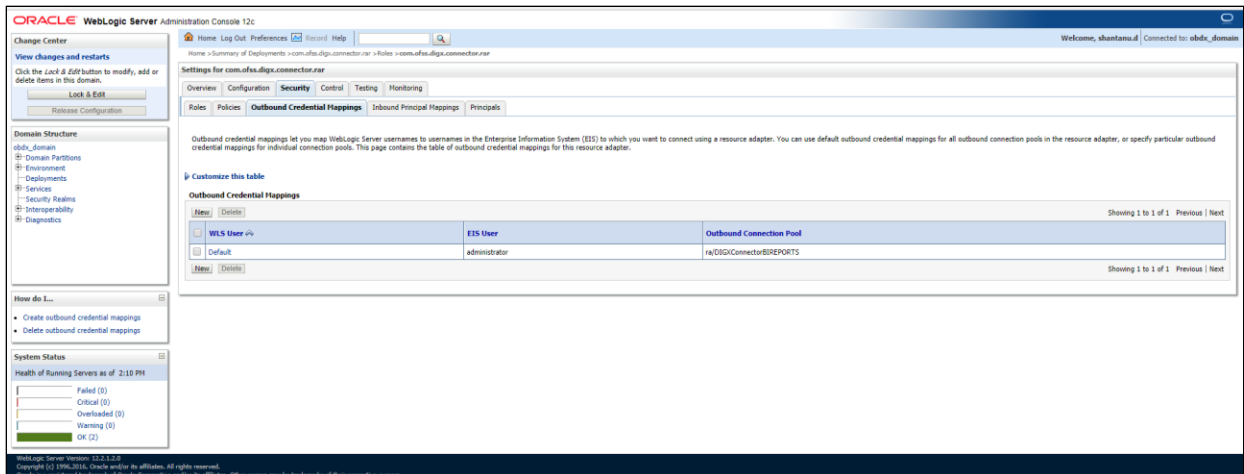 ORACLE WebLogic Server Administration Console 12c
Change Center
View changes and restarts
Click the Lock & Edit button to modify, add or
delete items in this domain.
Lock & Edit
Release Configuration
Domain Structure
obdx_domain
Domain Partitions
Environment
Deployments
Services
Security Realms
Interoperability
Diagnostics
How do I...
Create outbound credential mappings
Delete outbound credential mappings
System Status
Health of Running Servers as of 2:10 PM
Failed (0)
Critical (0)
Overloaded (0)
Warning (0)
OK (2)
Home Log Out Preferences Record Help
Welcome, shantanu.d Connected to: obdx_domain
Home >Summary of Deployments >com.ofss.digx.connector.rar >Roles >com.ofss.digx.connector.rar
Settings for com.ofss.digx.connector.rar
Overview Configuration Security Control Testing Monitoring
Roles Policies Outbound Credential Mappings Inbound Principal Mappings Principals
Outbound credential mappings let you map WebLogic Server usernames to usernames in the Enterprise Information System (EIS) to which you want to connect using a resource adapter. You can use default outbound credential mappings for all outbound connection pools in the resource adapter, or specify particular outbound
credential mappings for individual connection pools. This page contains the table of outbound credential mappings for this resource adapter.
Customize this table
Outbound Credential Mappings
New Delete Showing 1 to 1 of 1 Previous | Next
WLS User EIS User Outbound Connection Pool
Default administrator ra/DIGXConnectorBIREPORTS
New Delete Showing 1 to 1 of 1 Previous | Next
WebLogic Server Version: 12.2.1.2.0
Copyright (c) 1996,2016, Oracle and/or its affiliates. All rights reserved.